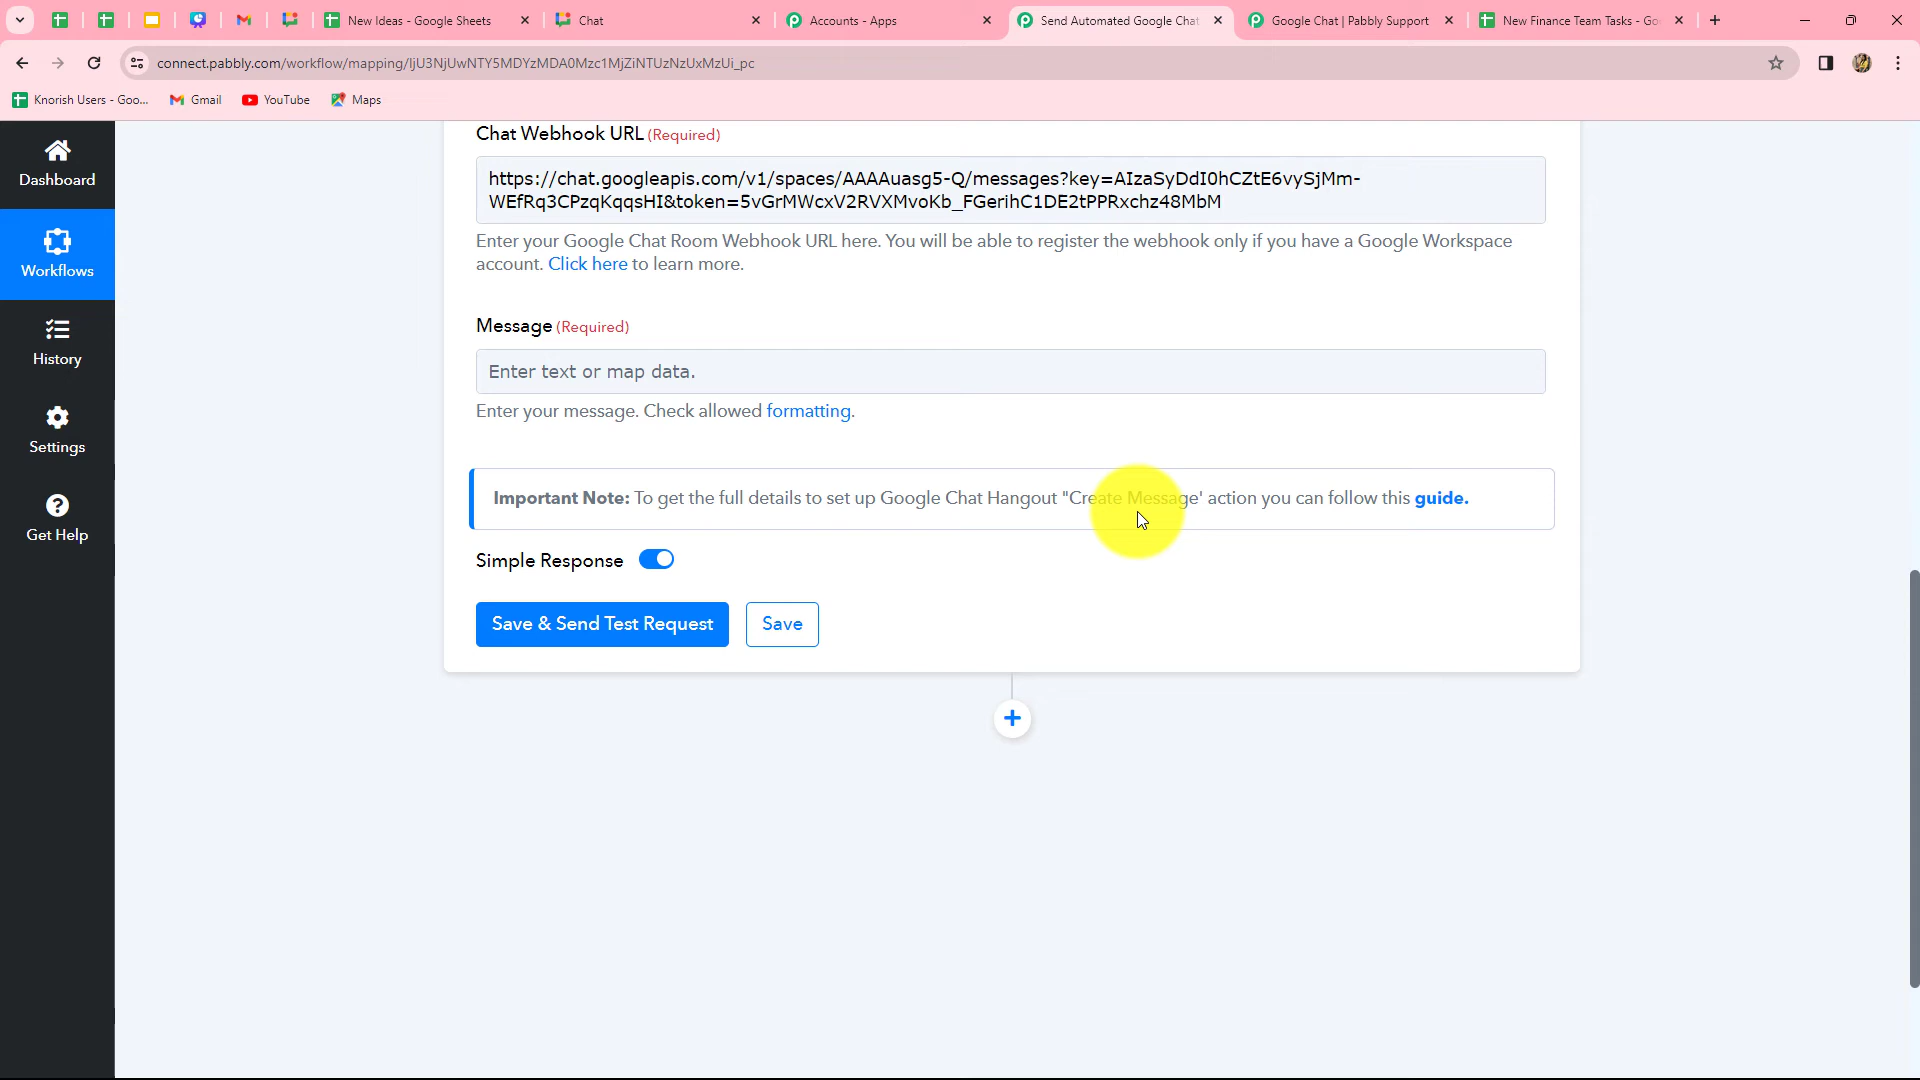 New Ideas - Google Sheets
Chat
Accounts - Apps
Send Automated Google Chat
Google Chat | Pabbly Support
New Finance Team Tasks - Goo
connect.pabbly.com/workflow/mapping/IjU3NjUwNTY5MDYzMDA0Mzc1MjZiNTUzNzUxMzUi_pc
Knorish Users - Goo...
Gmail
YouTube
Maps
Dashboard
Workflows
History
Settings
Get Help
Chat Webhook URL (Required)
https://chat.googleapis.com/v1/spaces/AAAAuasg5-Q/messages?key=AIzaSyDdI0hCZtE6vySjMm-
WEfRq3CPzqKqqsHI&token=5vGrMWcxV2RVXMvoKb_FGerihC1DE2tPPRxchz48MbM
Enter your Google Chat Room Webhook URL here. You will be able to register the webhook only if you have a Google Workspace
account. Click here to learn more.
Message (Required)
Enter text or map data.
Enter your message. Check allowed formatting.
Important Note: To get the full details to set up Google Chat Hangout "Create Message' action you can follow this guide.
Simple Response
Save & Send Test Request
Save